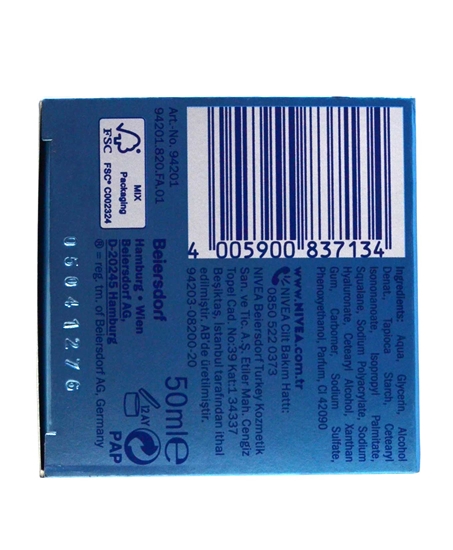 4 005900 837134
Ingredients: Aqua, Glycerin, Alcohol
Denat., Tapioca Starch, Cetearyl
Isononanoate, Isopropyl Palmitate,
Squalane, Sodium Polyacrylate, Sodium
Hyaluronate, Cetearyl Alcohol, Xanthan
Gum, Carbomer, Sodium Sulfate,
Phenoxyethanol, Parfum, CI 42090
www.NIVEA.com.tr
NIVEA Cilt Bakım Hattı:
0850 522 0373
NIVEA Beiersdorf Turkey Kozmetik
San. ve Tic. A.Ş. Etiler Mah. Cengiz
Topel Cad. No:39 Kat:1 34337
Beşiktaş, İstanbul tarafından ithal
edilmiştir. AB'de üretilmiştir.
94203-08200-20
Art.-No. 94201
94201.820.FA.01
FSC
MIX
Packaging
FSC® C002324
Beiersdorf
Hamburg • Wien
Beiersdorf AG,
D-20245 Hamburg
® = reg. tm. of Beiersdorf AG, Germany
50mle
12M
PAP
05041276